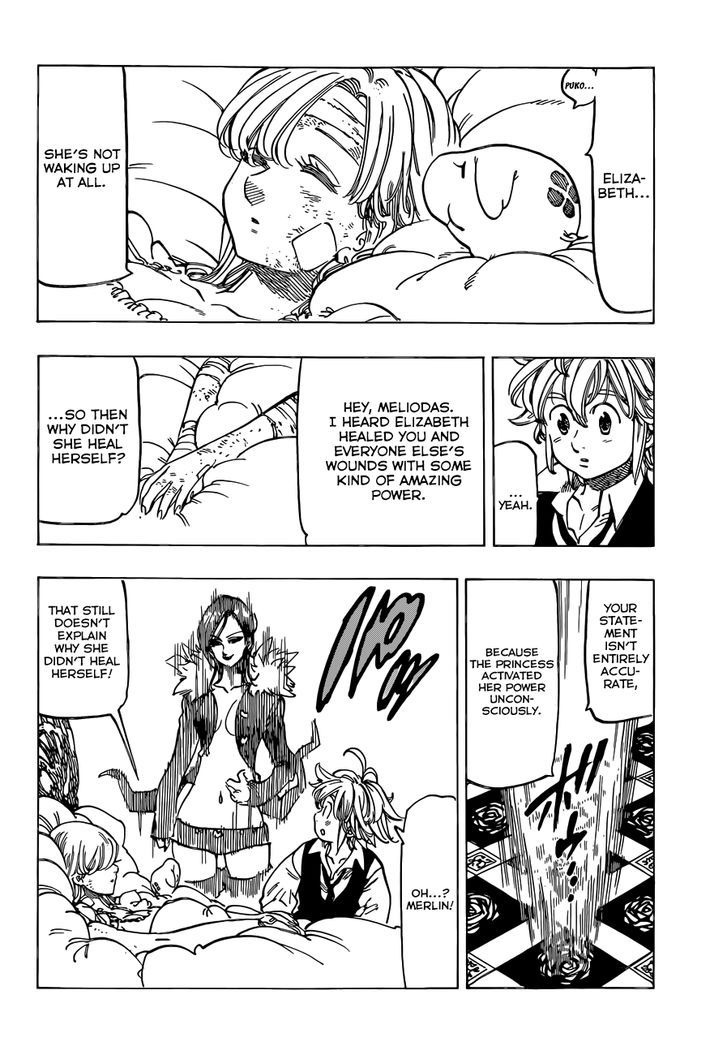 ELIZA-
BETH...
PUKO...
SHE'S NOT
WAKING UP
AT ALL.
...
YEAH.
HEY, MELIODAS.
I HEARD ELIZABETH
HEALED YOU AND
EVERYONE ELSE'S
WOUNDS WITH SOME
KIND OF AMAZING
POWER.
...SO THEN
WHY DIDN'T
SHE HEAL
HERSELF?
YOUR
STATE-
MENT
ISN'T
ENTIRELY
ACCU-
RATE,
BECAUSE
THE PRINCESS
ACTIVATED
HER POWER
UNCON-
SCIOUSLY.
ボウ…
OH...?
MERLIN!
THAT STILL
DOESN'T
EXPLAIN
WHY SHE
DIDN'T HEAL
HERSELF!